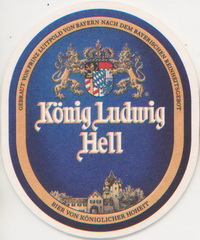 GEBRAUT VON PRINZ LUITPOLD VON BAYERN NACH DEM BAYERISCHEN REINHEITSGEBOT
König Ludwig
Hell
BIER VON KÖNIGLICHER HOHEIT